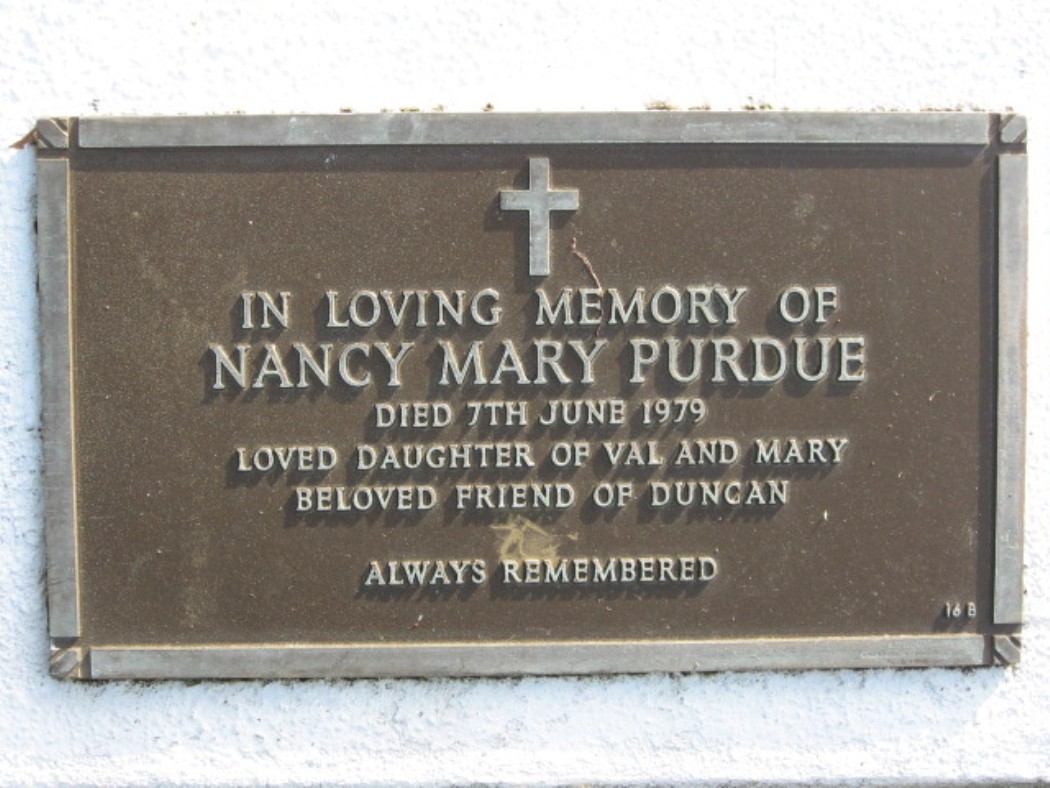 IN LOVING MEMORY OF
NANCY MARY PURDUE
DIED 7TH JUNE 1979
LOVED DAUGHTER OF VAL AND MARY
BELOVED FRIEND OF DUNCAN
ALWAYS REMEMBERED
16 B